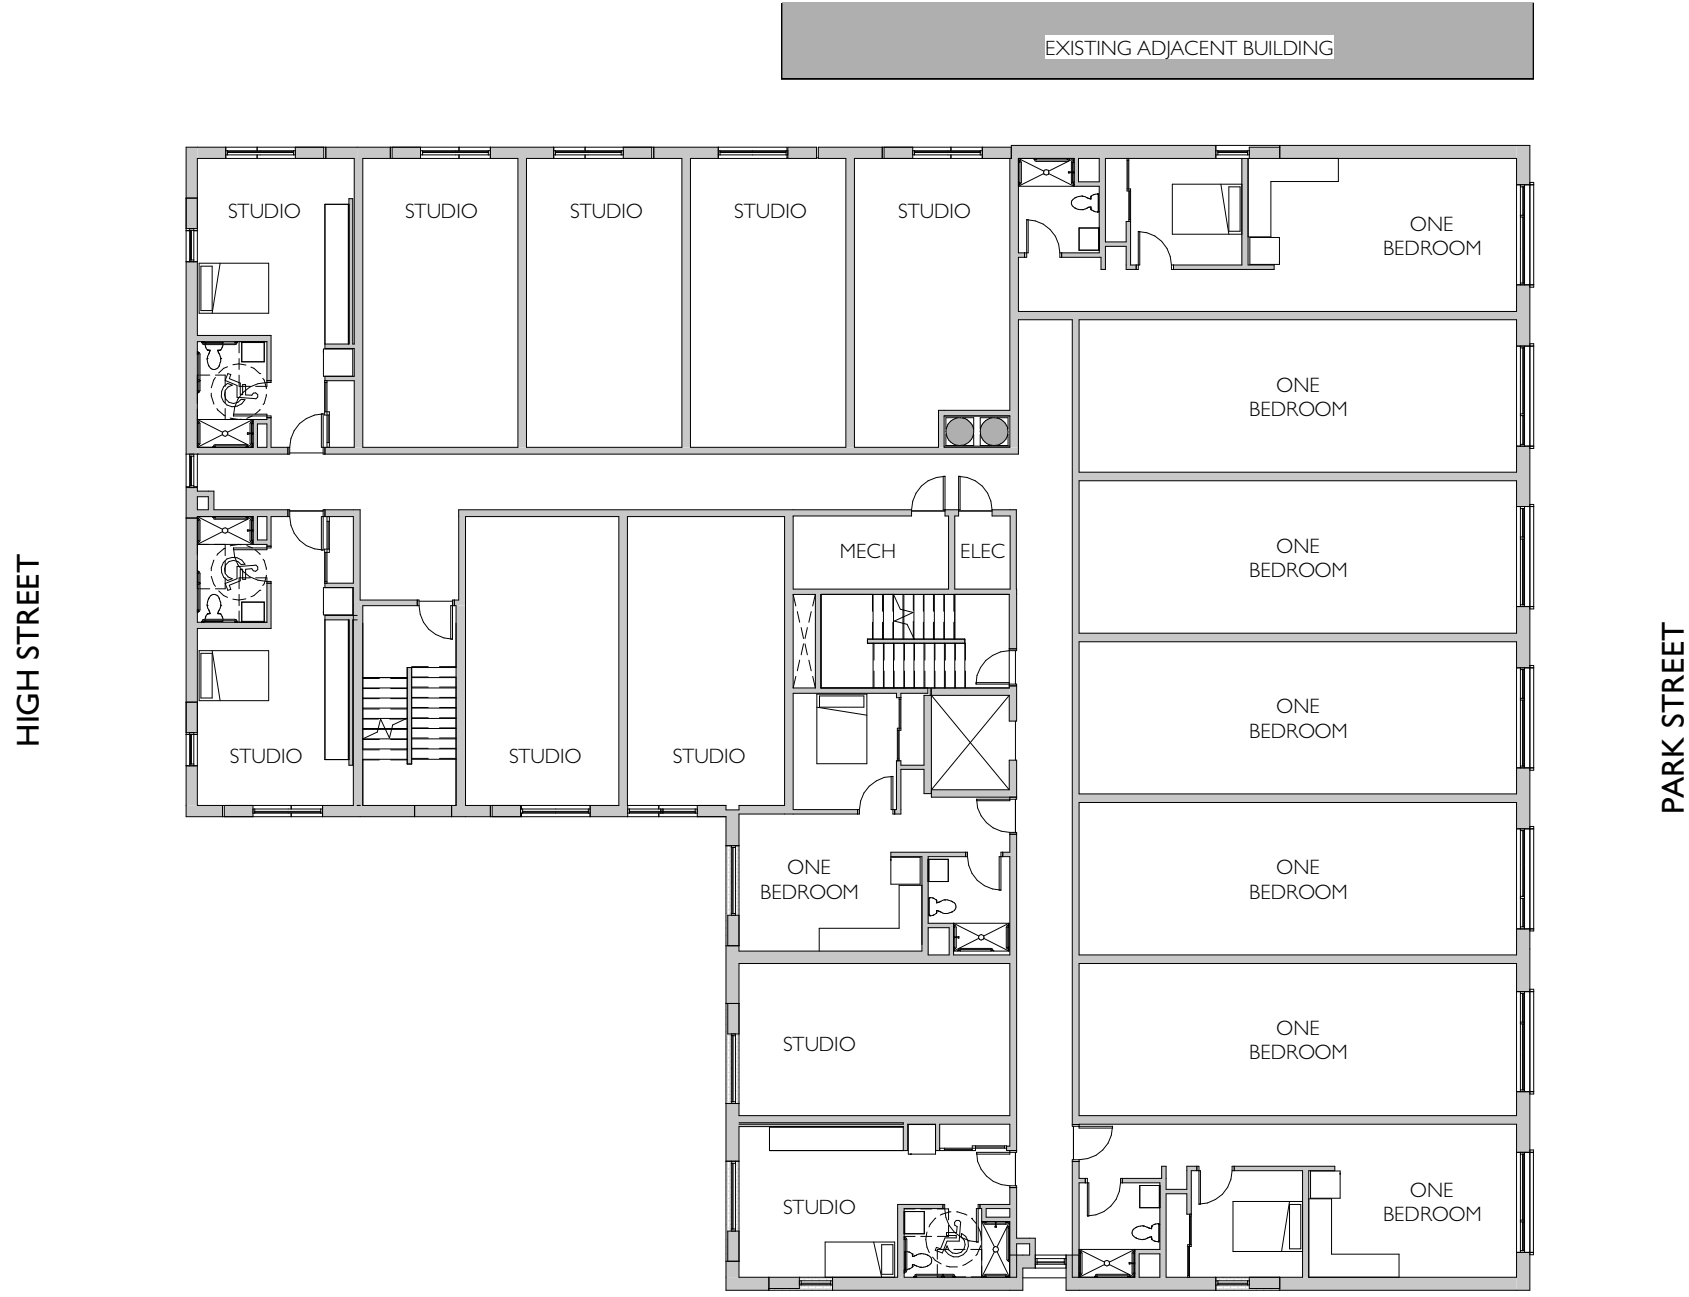 EXISTING ADJACENT BUILDING
STUDIO
STUDIO
STUDIO
STUDIO
STUDIO
ONE
BEDROOM
ONE
BEDROOM
MECH
ELEC
ONE
BEDROOM
HIGH STREET
PARK STREET
ONE
BEDROOM
STUDIO
STUDIO
STUDIO
ONE
BEDROOM
ONE
BEDROOM
STUDIO
ONE
BEDROOM
STUDIO
ONE
BEDROOM